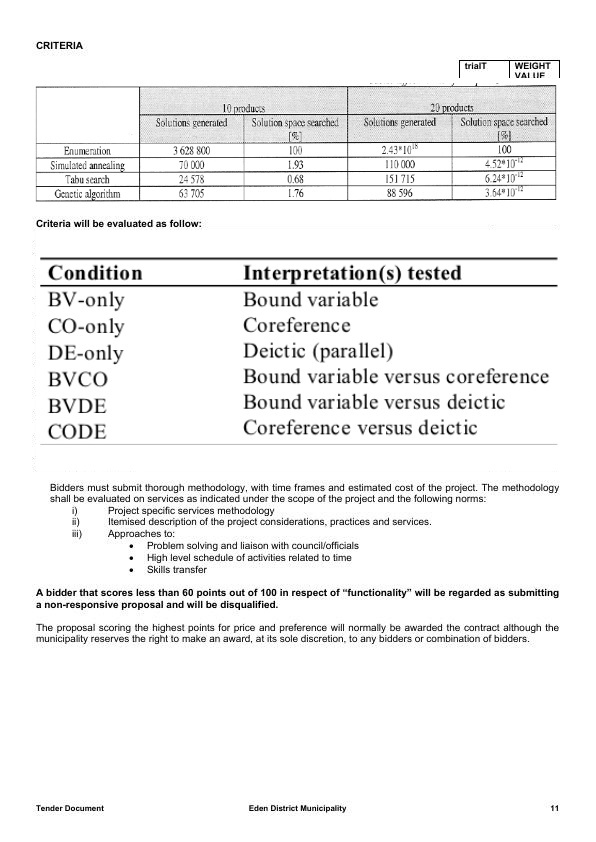 CRITERIA
trialT WEIGHT
VALUE
10 products 20 products
Solutions generated Solution space searched Solutions generated Solution space searched
[%] [%]
Enumeration 3 628 800 100 2.43*10^18 100
Simulated annealing 70 000 1.93 110 000 4.52*10^-12
Tabu search 24 578 0.68 151 715 6.24*10^-12
Genetic algorithm 63 705 1.76 88 596 3.64*10^-12
Criteria will be evaluated as follow:
Condition Interpretation(s) tested
BV-only Bound variable
CO-only Coreference
DE-only Deictic (parallel)
BVCO Bound variable versus coreference
BVDE Bound variable versus deictic
CODE Coreference versus deictic
Bidders must submit thorough methodology, with time frames and estimated cost of the project. The methodology
shall be evaluated on services as indicated under the scope of the project and the following norms:
i) Project specific services methodology
ii) Itemised description of the project considerations, practices and services.
iii) Approaches to:
• Problem solving and liaison with council/officials
• High level schedule of activities related to time
• Skills transfer
A bidder that scores less than 60 points out of 100 in respect of “functionality” will be regarded as submitting
a non-responsive proposal and will be disqualified.
The proposal scoring the highest points for price and preference will normally be awarded the contract although the
municipality reserves the right to make an award, at its sole discretion, to any bidders or combination of bidders.
Tender Document Eden District Municipality 11